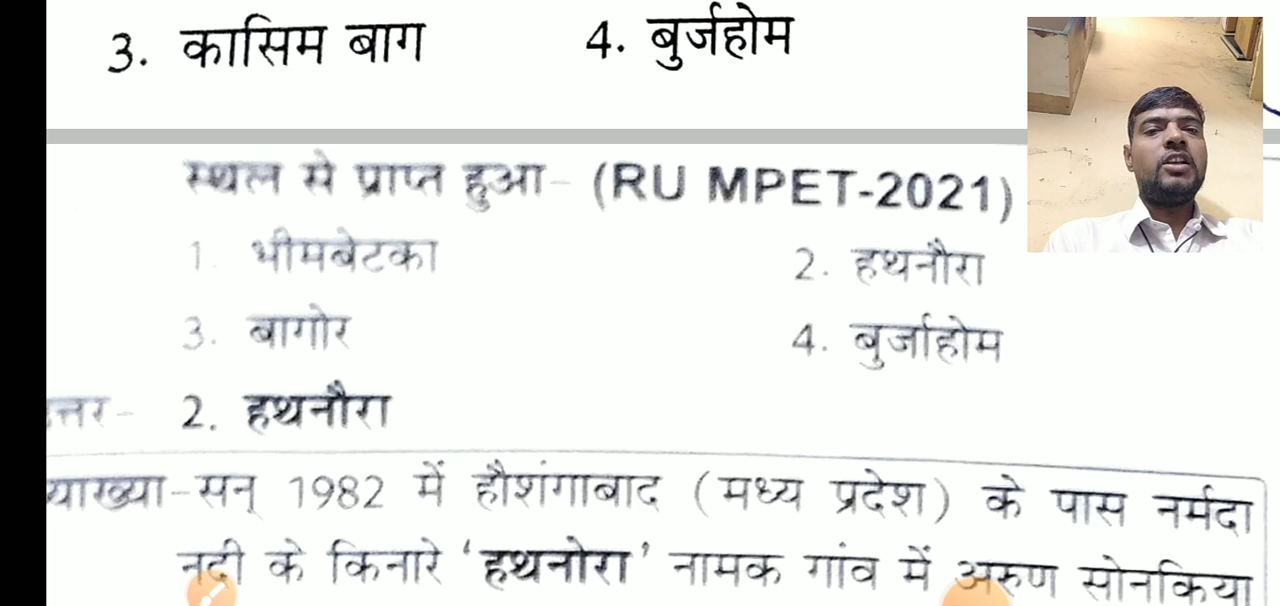 3. कासिम बाग 4. बुर्जहोम
स्थल से प्राप्त हुआ- (RU MPET-2021)
1. भीमबेटका 2. हथनौरा
3. बागोर 4. बुर्जाहोम
त्तर- 2. हथनौरा
याख्या-सन् 1982 में हौशंगाबाद (मध्य प्रदेश) के पास नर्मदा
नदी के किनारे 'हथनोरा' नामक गांव में अरुण सोनकिया